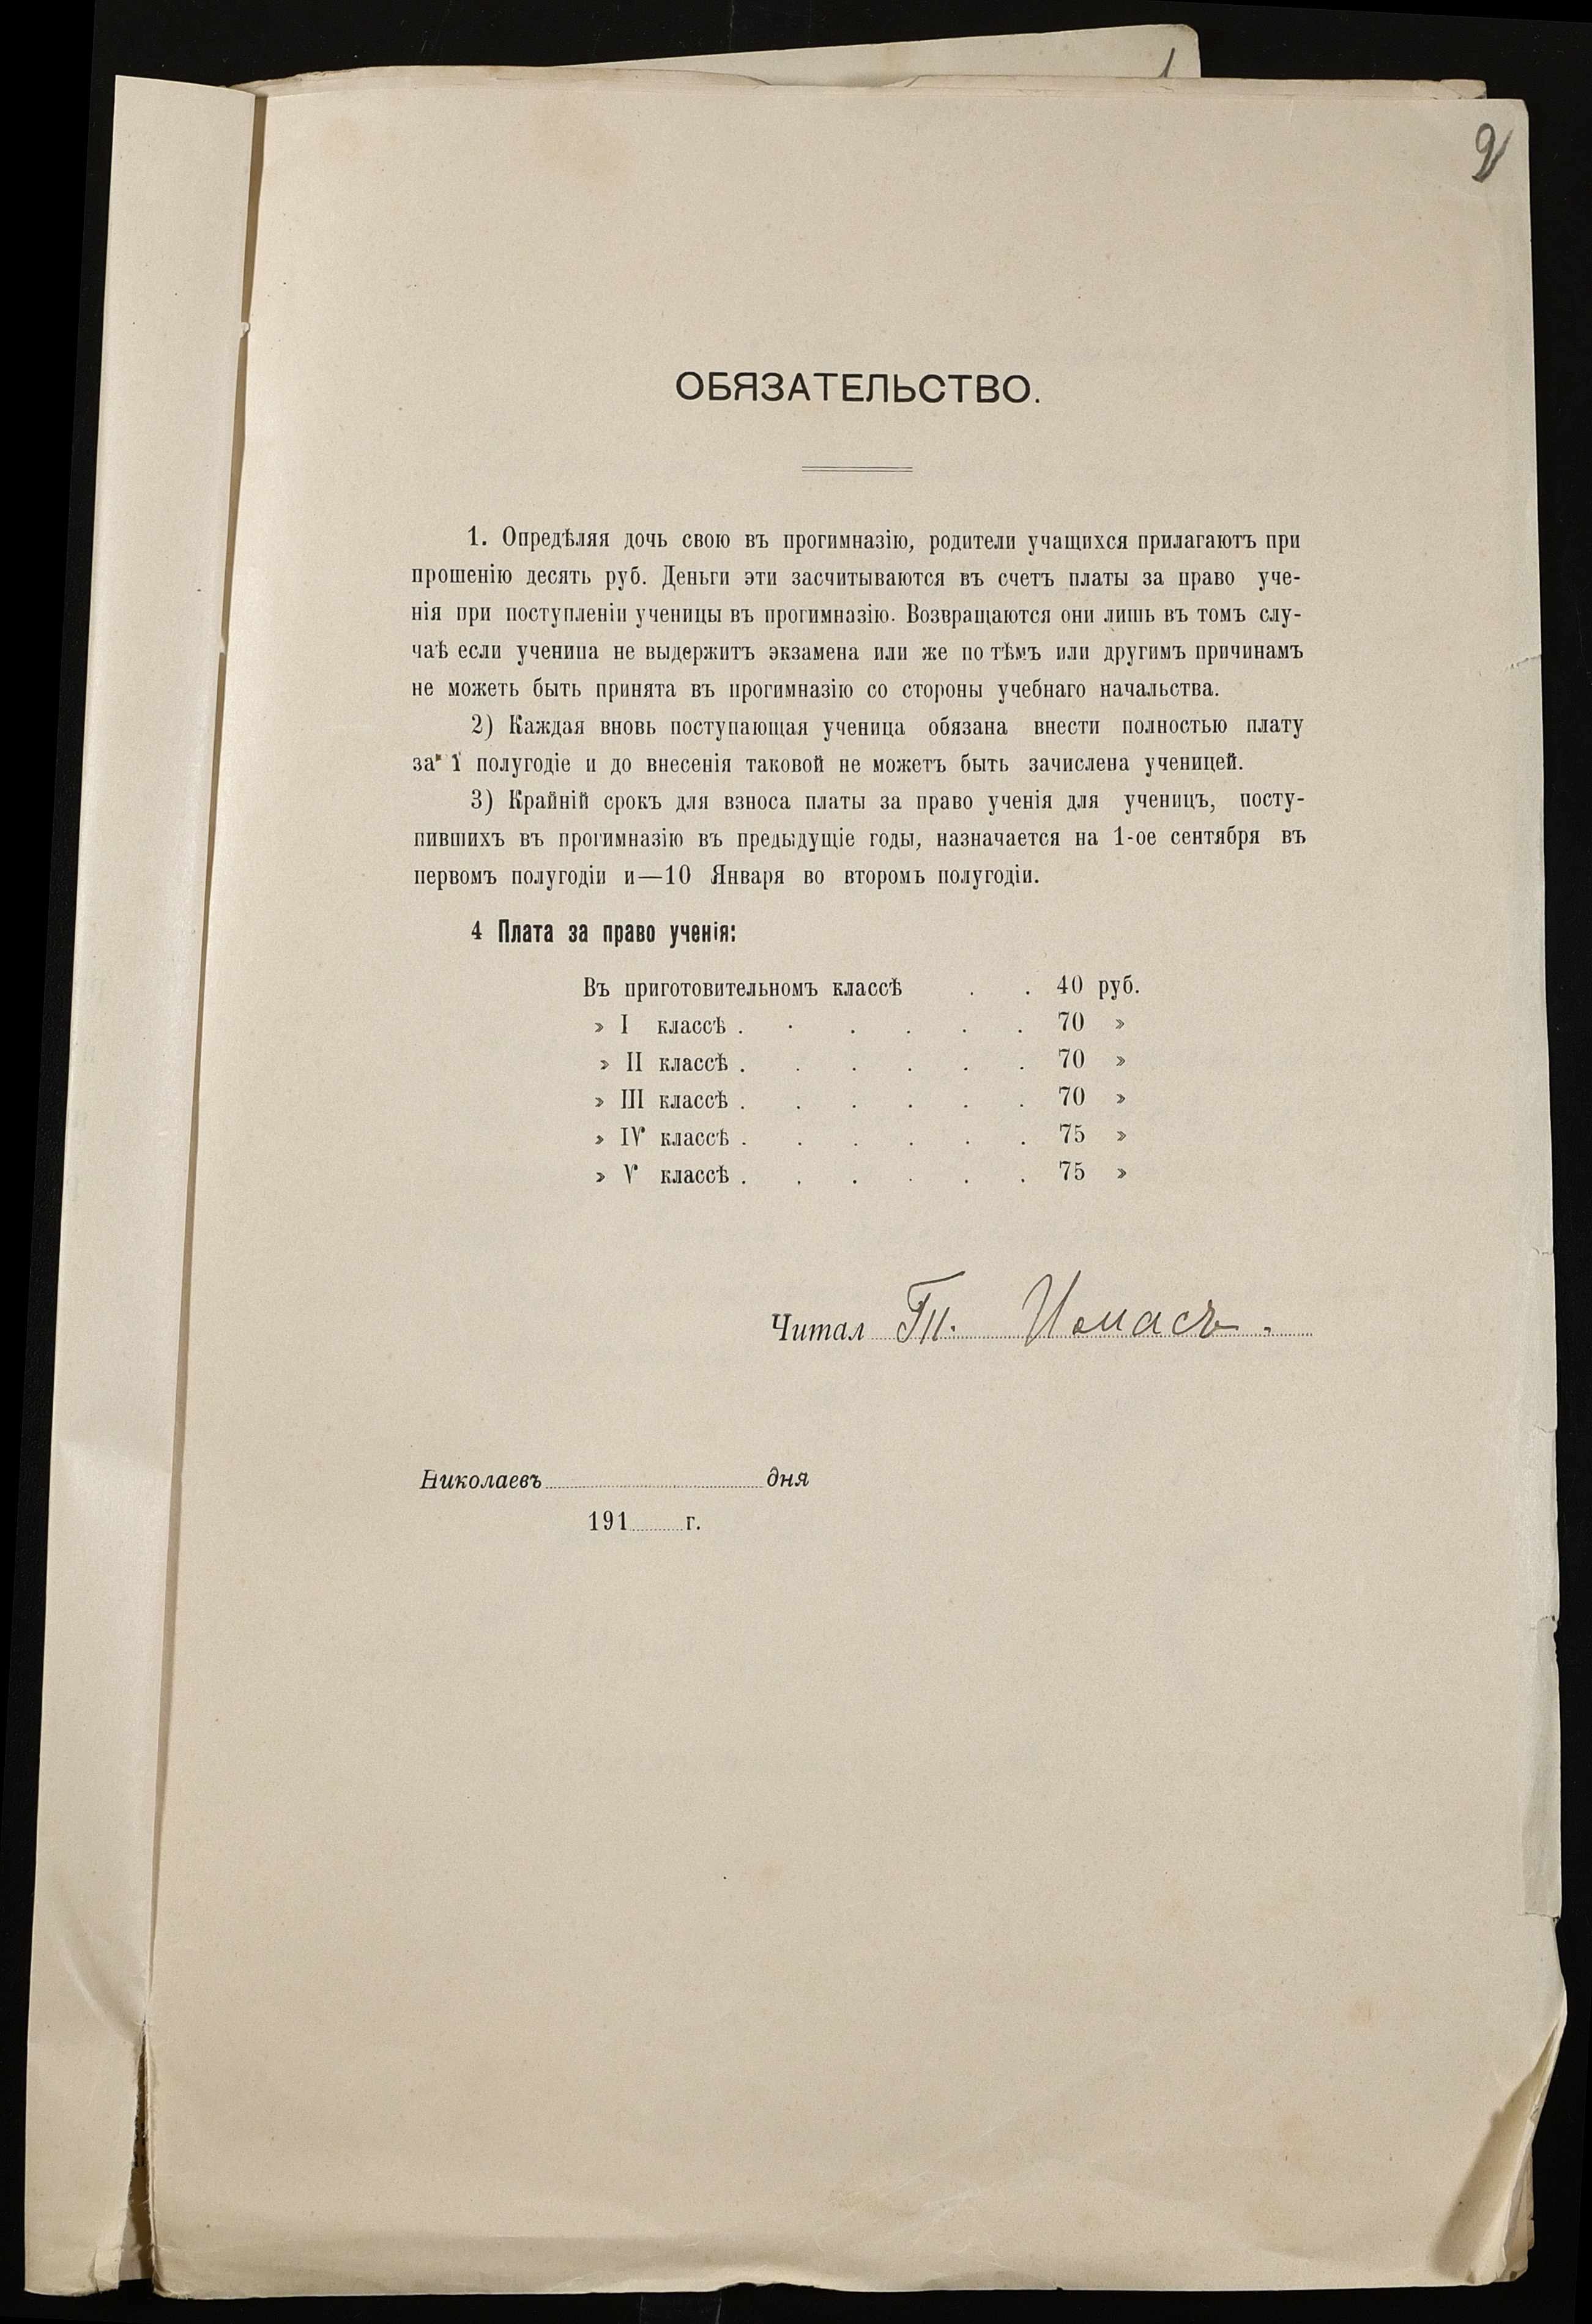 2
ОБЯЗАТЕЛЬСТВО.
1. Опредѣляя дочь свою въ прогимназію, родители учащихся прилагаютъ при
прошенію десять руб. Деньги эти засчитываются въ счетъ платы за право уче-
нія при поступленіи ученицы въ прогимназію. Возвращаются они лишь въ томъ слу-
чаѣ если ученица не выдержитъ экзамена или же по тѣмъ или другимъ причинамъ
не можеть быть принята въ прогимназію со стороны учебнаго начальства.
2) Каждая вновь поступающая ученица обязана внести полностью плату
за 1 полугодіе и до внесенія таковой не можетъ быть зачислена ученицей.
3) Крайній срокъ для взноса платы за право ученія для ученицъ, посту-
пившихъ въ прогимназію въ предыдущіе годы, назначается на 1-ое сентября въ
первомъ полугодіи и—10 Января во второмъ полугодіи.
4 Плата за право ученія:
Въ приготовительномъ классѣ . . 40 руб.
» I классѣ . . . . . . 70 »
» II классѣ . . . . . . 70 »
» III классѣ . . . . . . 70 »
» IV классѣ . . . . . . 75 »
» V классѣ . . . . . . 75 »
Читал
Николаевъ дня
191 г.